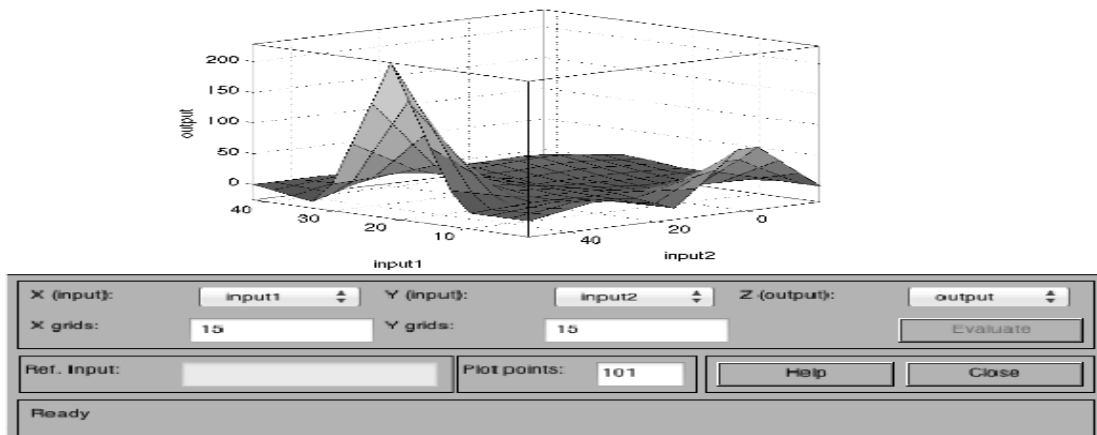 200
150
100
50
0
output
40
30
20
10
input1
40
20
0
input2
X (input): input1 Y (input): input2 Z (output): output
X grids: 15 Y grids: 15 Evaluate
Ref. Input: Plot points: 101 Help Close
Ready